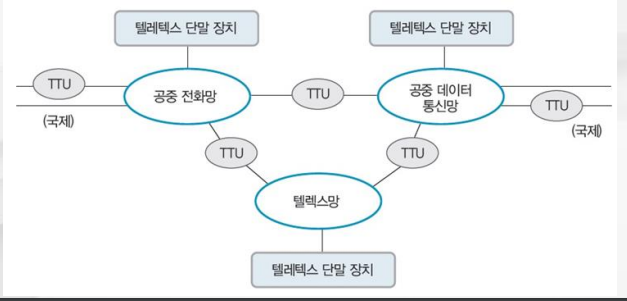 텔레텍스 단말 장치
텔레텍스 단말 장치
TTU
공중 전화망
TTU
공중 데이터
통신망
TTU
(국제)
(국제)
TTU
TTU
텔렉스망
텔레텍스 단말 장치